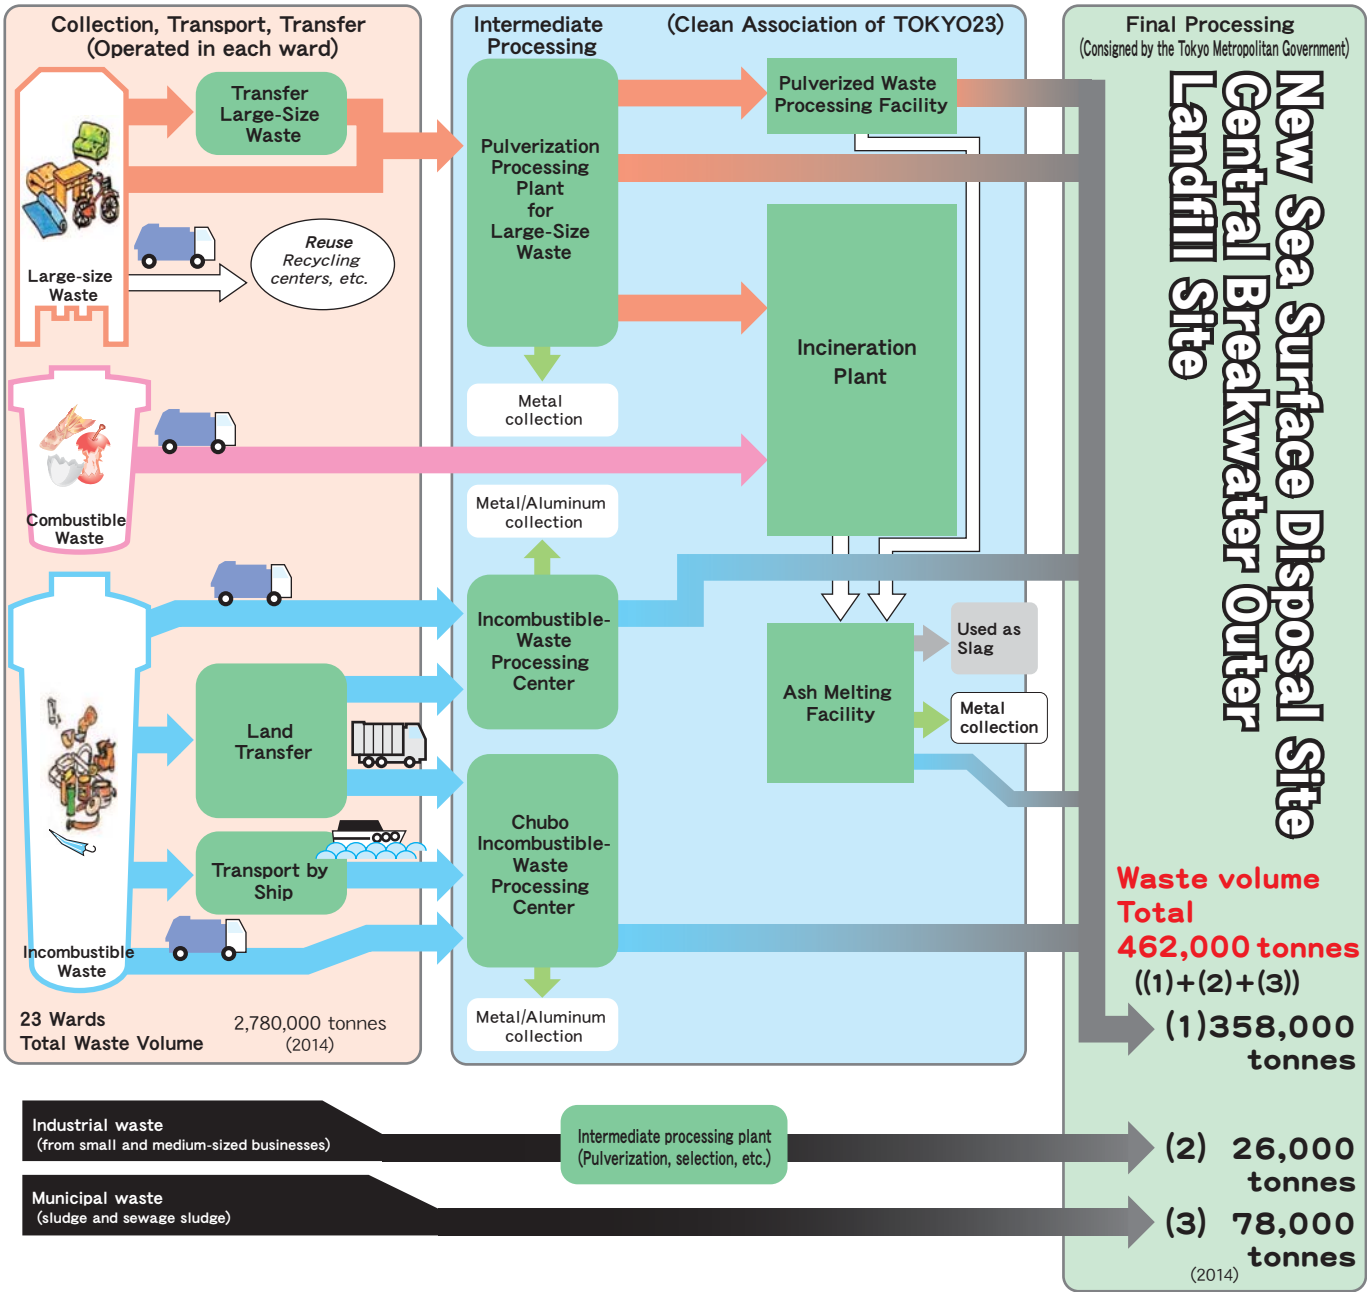 Collection, Transport, Transfer
(Operated in each ward)
Transfer
Large-Size
Waste
Large-size
Waste
Reuse
Recycling
centers, etc.
Combustible
Waste
Land
Transfer
Transport by
Ship
Incombustible
Waste
23 Wards
Total Waste Volume
2,780,000 tonnes
(2014)
Intermediate
Processing
(Clean Association of TOKYO23)
Pulverization
Processing
Plant
for
Large-Size
Waste
Metal
collection
Metal/Aluminum
collection
Incombustible-
Waste
Processing
Center
Chubo
Incombustible-
Waste
Processing
Center
Metal/Aluminum
collection
Pulverized Waste
Processing Facility
Incineration
Plant
Ash Melting
Facility
Used as
Slag
Metal
collection
Final Processing
(Consigned by the Tokyo Metropolitan Government)
New Sea Surface Disposal Site
Central Breakwater Outer
Landfill Site
Waste volume
Total
462,000 tonnes
((1)+(2)+(3))
(1)358,000
tonnes
Industrial waste
(from small and medium-sized businesses)
Intermediate processing plant
(Pulverization, selection, etc.)
(2) 26,000
tonnes
Municipal waste
(sludge and sewage sludge)
(3) 78,000
tonnes
(2014)